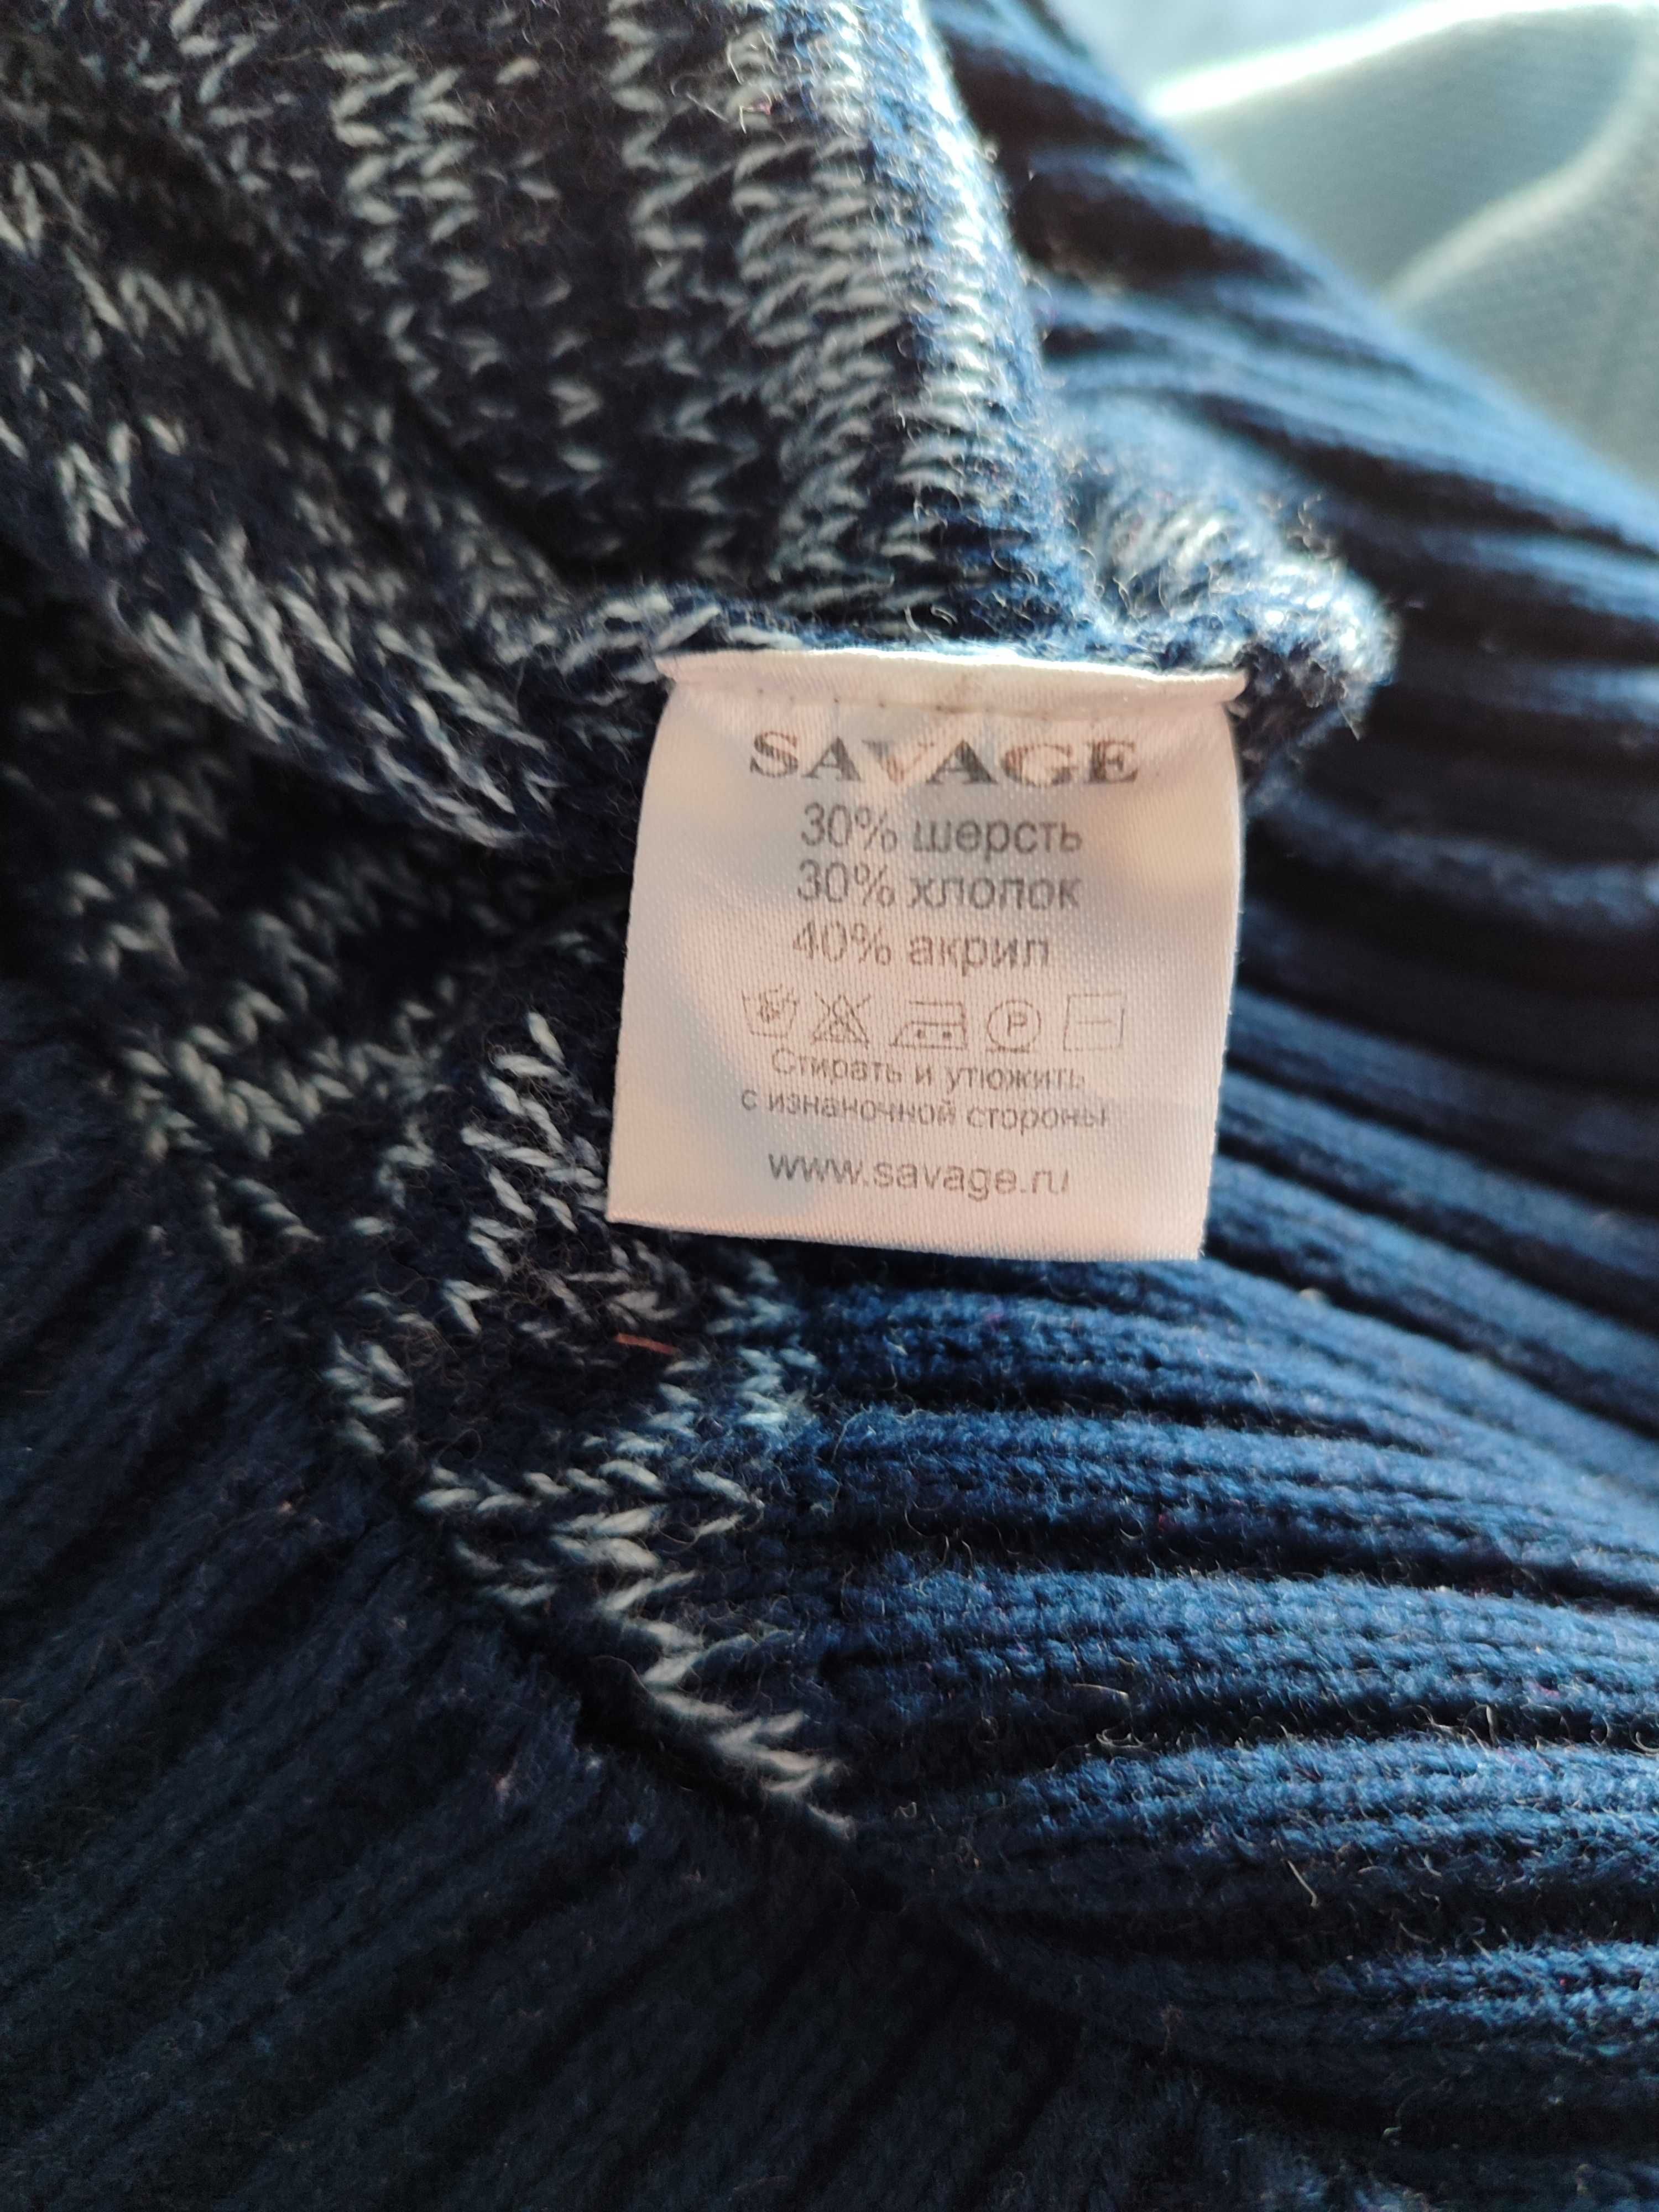 SAVAGE
30% шерсть
30% хлопок
40% акрил
P
Стирать и утюжить
с изнаночной стороны
www.savage.ru